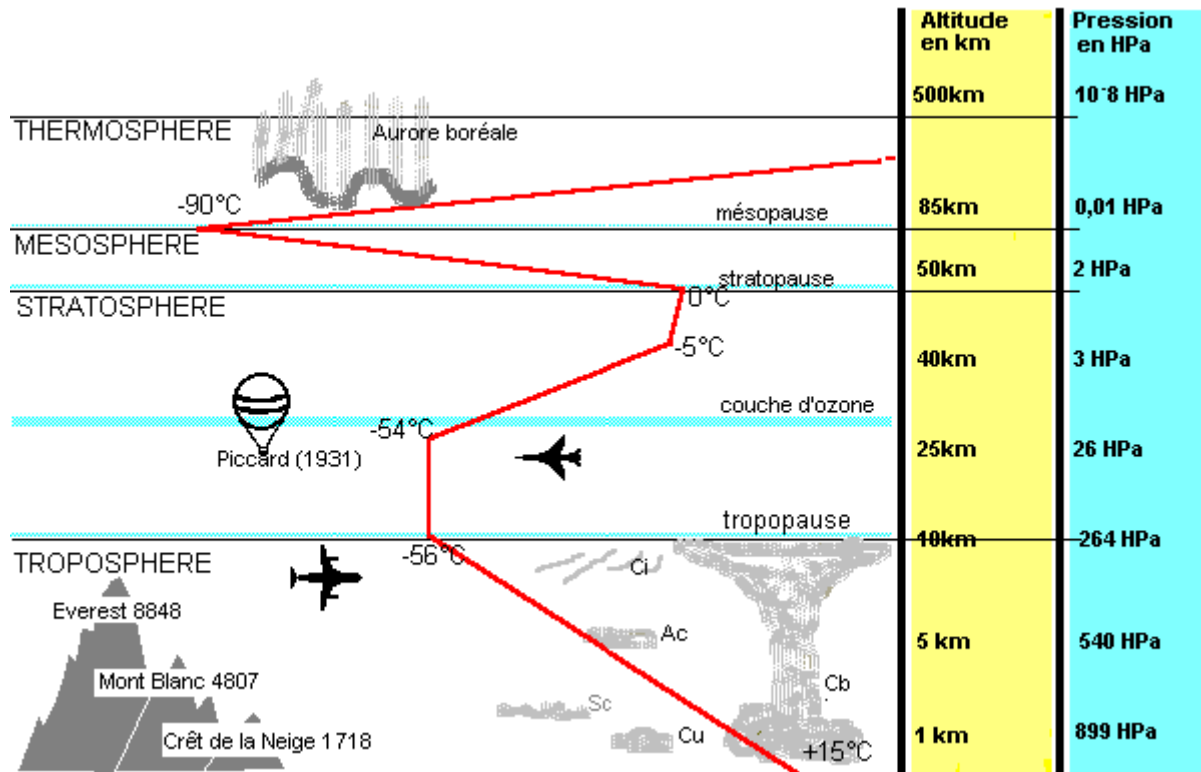 Altitude
en km
Pression
en HPa
500km
10-8 HPa
THERMOSPHERE
Aurore boréale
-90°C
mésopause
85km
0,01 HPa
MESOSPHERE
stratopause
50km
2 HPa
0°C
STRATOSPHERE
-5°C
40km
3 HPa
couche d'ozone
-54°C
Piccard (1931)
25km
26 HPa
tropopause
10km
264 HPa
-56°C
TROPOSPHERE
Ci
Everest 8848
Ac
5 km
540 HPa
Mont Blanc 4807
Cb
Sc
Cu
Crêt de la Neige 1718
+15°C
1 km
899 HPa